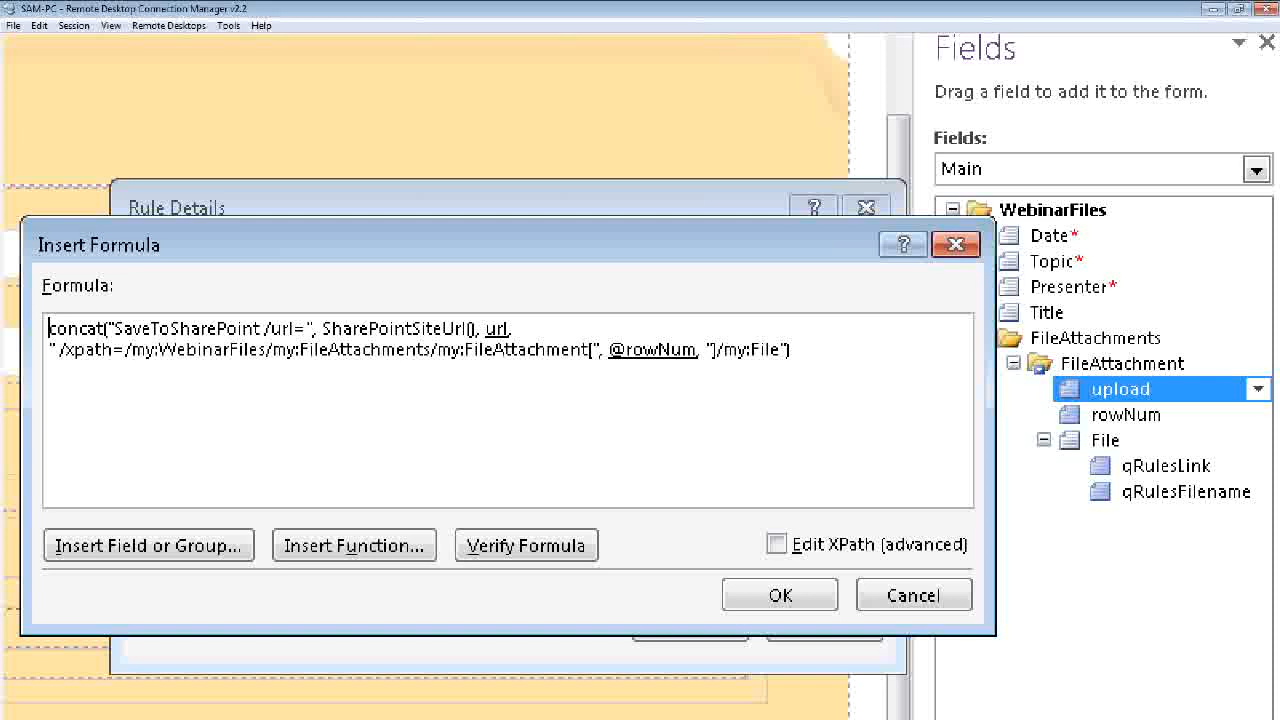 SAM-PC - Remote Desktop Connection Manager v2.2
File Edit Session View Remote Desktops Tools Help
Fields
Drag a field to add it to the form.
Fields:
Main
WebinarFiles
Date*
Topic*
Presenter*
Title
FileAttachments
FileAttachment
upload
rowNum
File
qRulesLink
qRulesFilename
Rule Details
?
Insert Formula
?
Formula:
concat("SaveToSharePoint /url=", SharePointSiteUrl(), url,
" /xpath=/my:WebinarFiles/my:FileAttachments/my:FileAttachment[", @rowNum, "]/my:File")
Insert Field or Group...
Insert Function...
Verify Formula
Edit XPath (advanced)
OK
Cancel